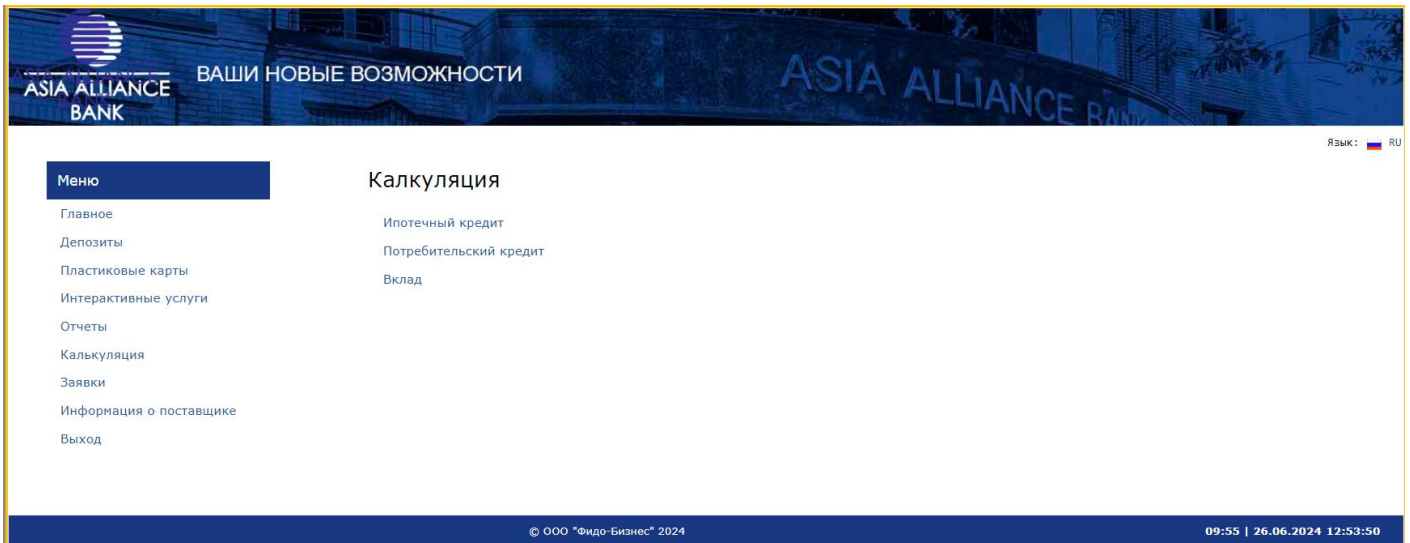 ASIA ALLIANCE
BANK
ВАШИ НОВЫЕ ВОЗМОЖНОСТИ
ASIA ALLIANCE BANK
Язык: RU
Меню
Главное
Депозиты
Пластиковые карты
Интерактивные услуги
Отчеты
Калькуляция
Заявки
Информация о поставщике
Выход
Калкуляция
Ипотечный кредит
Потребительский кредит
Вклад
© ООО "Фидо-Бизнес" 2024
09:55 | 26.06.2024 12:53:50